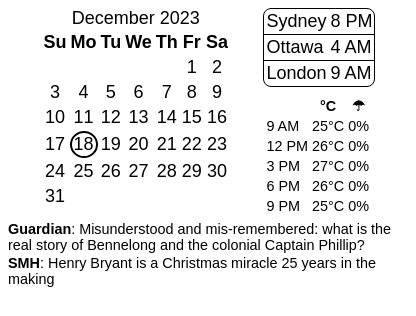 December 2023
Su Mo Tu We Th Fr Sa
1 2
3 4 5 6 7 8 9
10 11 12 13 14 15 16
17 18 19 20 21 22 23
24 25 26 27 28 29 30
31
Sydney 8 PM
Ottawa 4 AM
London 9 AM
°C ☂
9 AM 25°C 0%
12 PM 26°C 0%
3 PM 27°C 0%
6 PM 26°C 0%
9 PM 25°C 0%
Guardian: Misunderstood and mis-remembered: what is the
real story of Bennelong and the colonial Captain Phillip?
SMH: Henry Bryant is a Christmas miracle 25 years in the
making